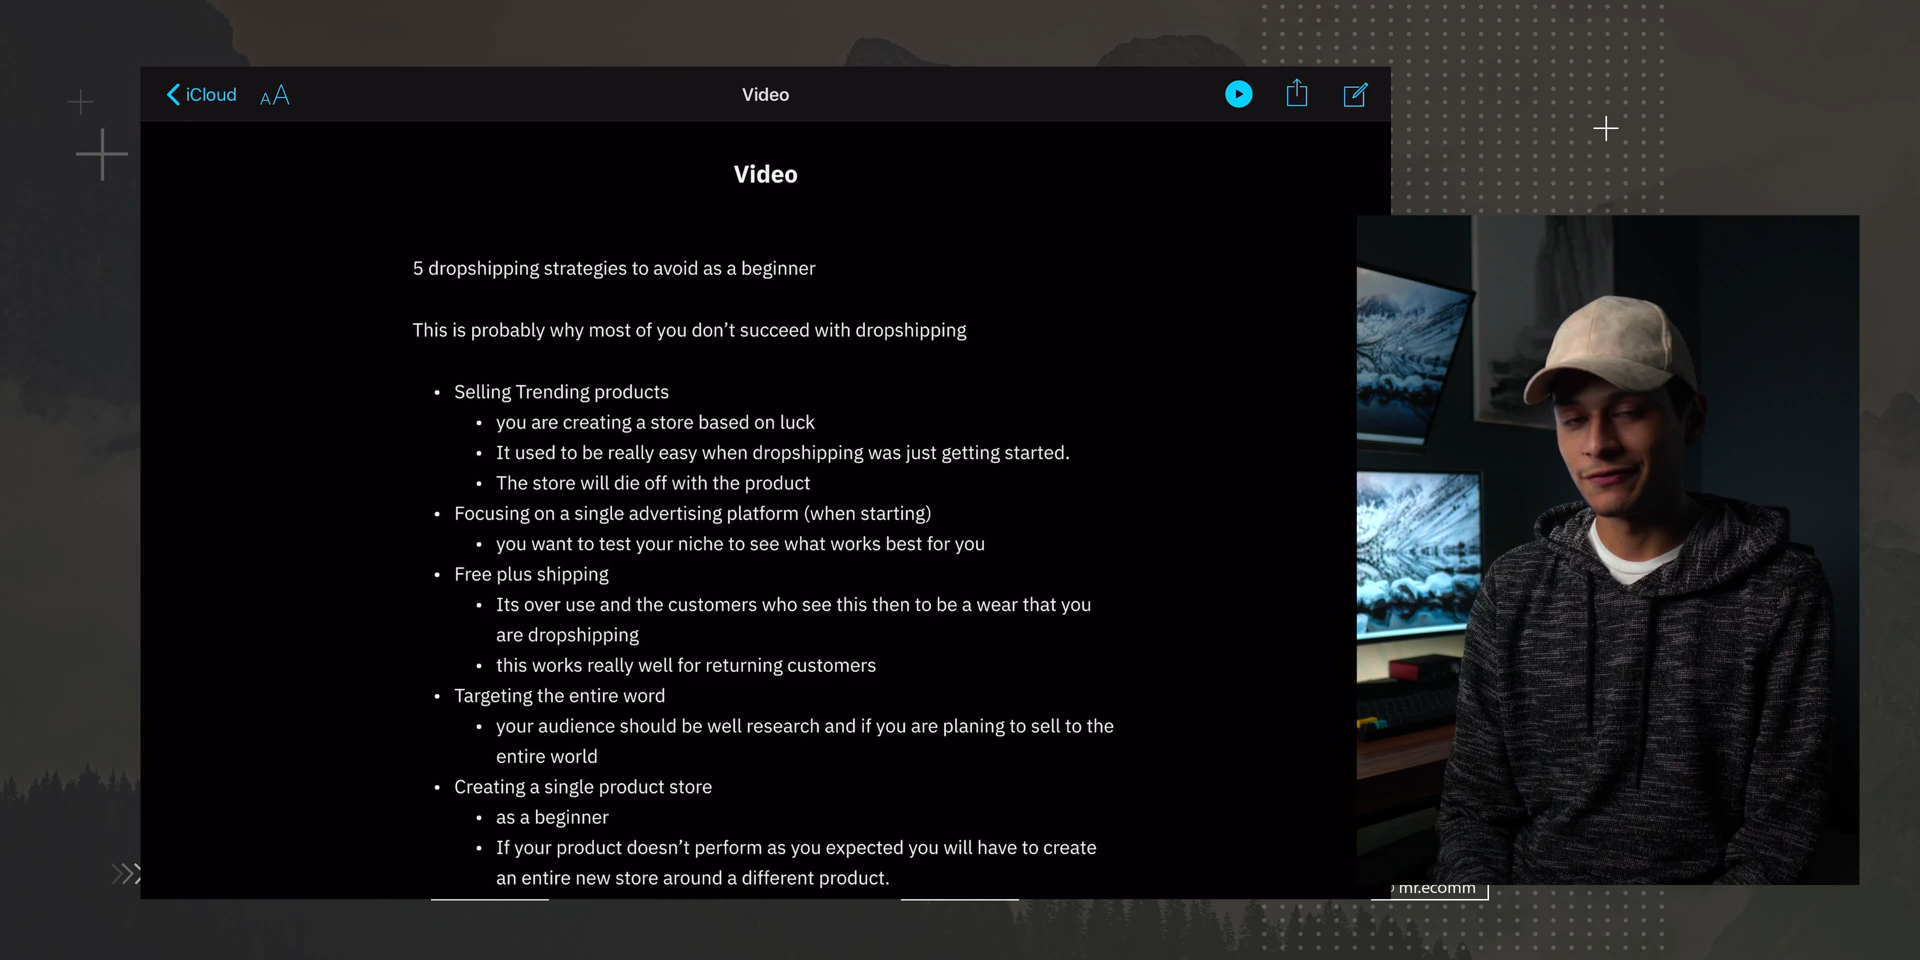 iCloud AA Video
Video
5 dropshipping strategies to avoid as a beginner
This is probably why most of you don’t succeed with dropshipping
• Selling Trending products
• you are creating a store based on luck
• It used to be really easy when dropshipping was just getting started.
• The store will die off with the product
• Focusing on a single advertising platform (when starting)
• you want to test your niche to see what works best for you
• Free plus shipping
• Its over use and the customers who see this then to be a wear that you
are dropshipping
• this works really well for returning customers
• Targeting the entire word
• your audience should be well research and if you are planing to sell to the
entire world
• Creating a single product store
• as a beginner
• If your product doesn’t perform as you expected you will have to create
an entire new store around a different product.
mr.ecomm